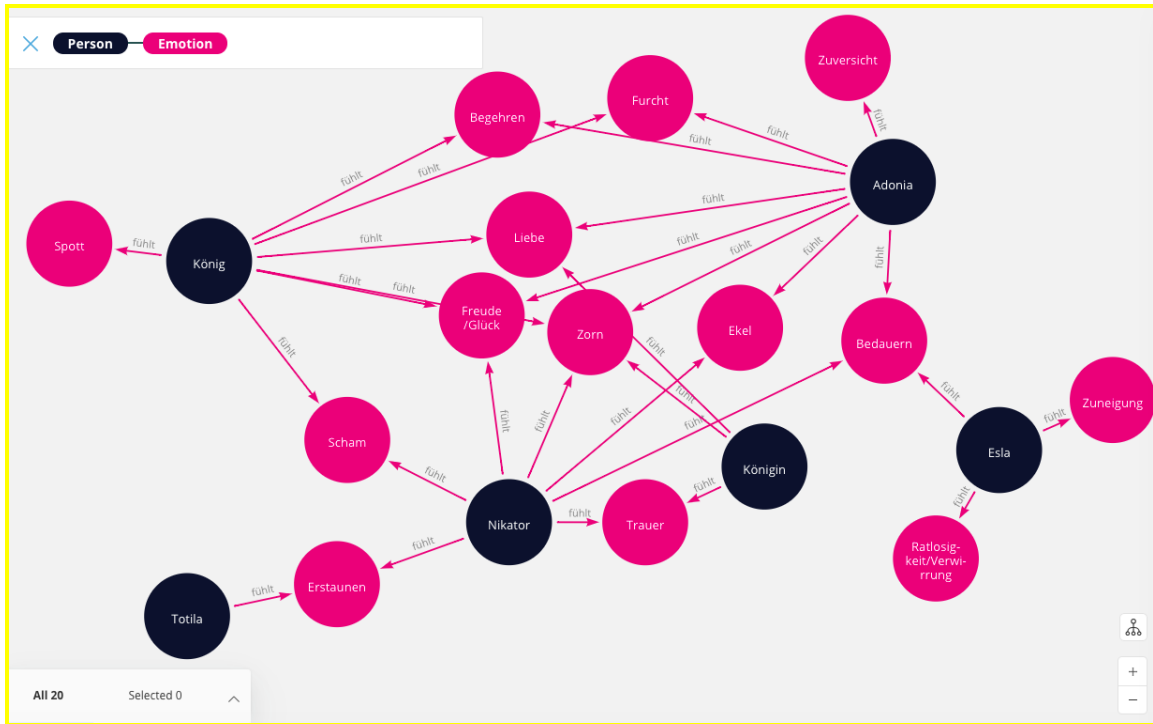 Person
Emotion
Zuversicht
Furcht
Begehren
fühlt
fühlt
fühlt
fühlt
fühlt
Adonia
fühlt
Spott
fühlt
König
fühlt
Liebe
fühlt
fühlt
fühlt
fühlt
fühlt
fühlt
Freude
/Glück
Zorn
Ekel
Bedauern
fühlt
fühlt
fühlt
fühlt
Zuneigung
fühlt
fühlt
fühlt
fühlt
fühlt
Scham
Esla
Königin
fühlt
fühlt
fühlt
Nikator
fühlt
Trauer
fühlt
Ratlosig-
keit/Verwi-
rrung
Erstaunen
fühlt
Totila
All 20
Selected 0
+
−